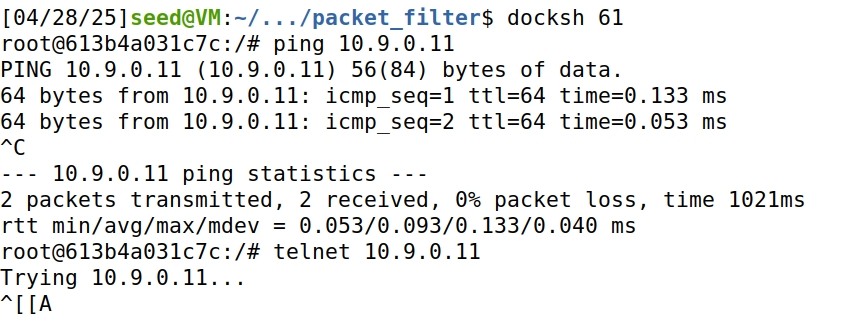 [04/28/25]seed@VM:~/.../packet_filter$ docksh 61
root@613b4a031c7c:/# ping 10.9.0.11
PING 10.9.0.11 (10.9.0.11) 56(84) bytes of data.
64 bytes from 10.9.0.11: icmp_seq=1 ttl=64 time=0.133 ms
64 bytes from 10.9.0.11: icmp_seq=2 ttl=64 time=0.053 ms
^C
--- 10.9.0.11 ping statistics ---
2 packets transmitted, 2 received, 0% packet loss, time 1021ms
rtt min/avg/max/mdev = 0.053/0.093/0.133/0.040 ms
root@613b4a031c7c:/# telnet 10.9.0.11
Trying 10.9.0.11...
^[[A